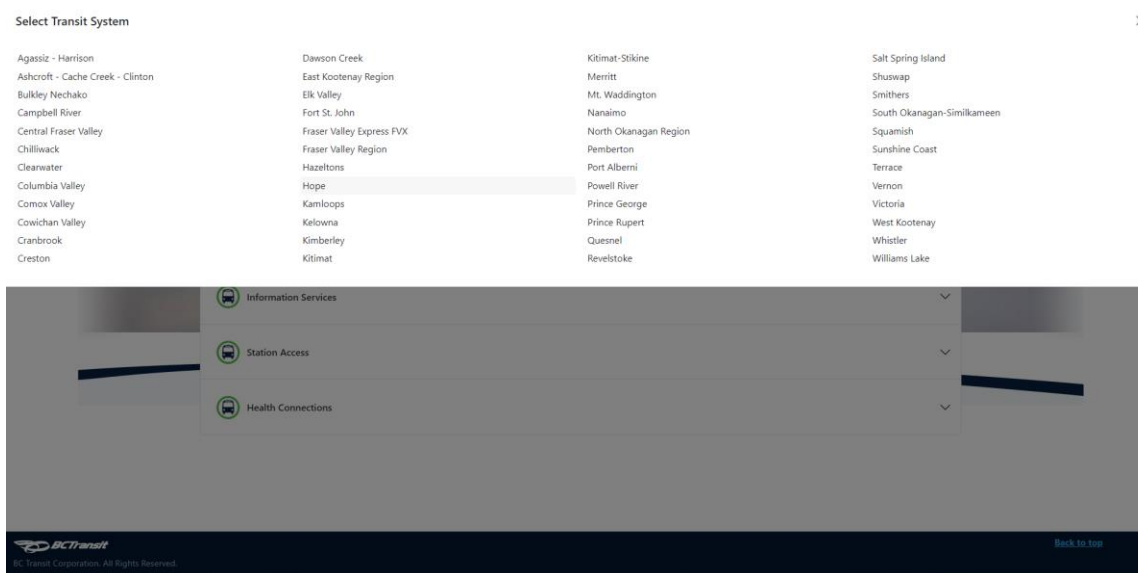 Select Transit System
Agassiz - Harrison
Ashcroft - Cache Creek - Clinton
Bulkley Nechako
Campbell River
Central Fraser Valley
Chilliwack
Clearwater
Columbia Valley
Comox Valley
Cowichan Valley
Cranbrook
Creston
Dawson Creek
East Kootenay Region
Elk Valley
Fort St. John
Fraser Valley Express FVX
Fraser Valley Region
Hazeltons
Hope
Kamloops
Kelowna
Kimberley
Kitimat
Kitimat-Stikine
Merritt
Mt. Waddington
Nanaimo
North Okanagan Region
Pemberton
Port Alberni
Powell River
Prince George
Prince Rupert
Quesnel
Revelstoke
Salt Spring Island
Shuswap
Smithers
South Okanagan-Similkameen
Squamish
Sunshine Coast
Terrace
Vernon
Victoria
West Kootenay
Whistler
Williams Lake
Information Services
Station Access
Health Connections
BCTransit
Back to top
BC Transit Corporation. All Rights Reserved.